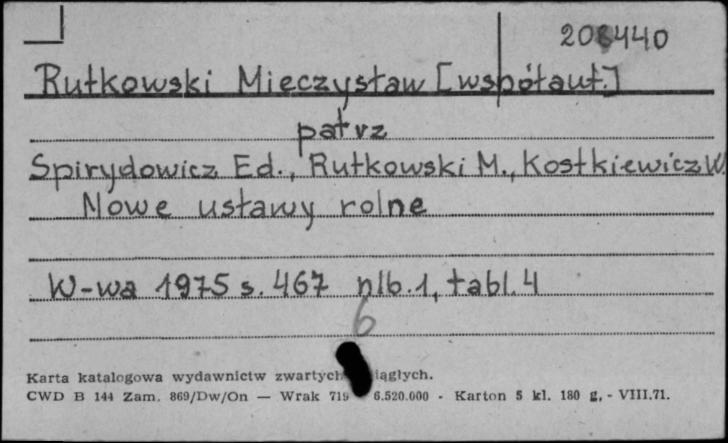 Rutkowski Mieczysław [współaut.]
patrz
Spirydowicz Ed., Rutkowski M., Kostkiewicz W.
Nowe ustawy rolne
W-wa 1975 s. 467 nlb. 1, tabl. 4
6
Karta katalogowa wydawnictw zwartych
CWD B 144 Zam. 869/Dw/On — Wrak 719 6.520.000 - Karton 5 kl. 180 g. - VIII.71.